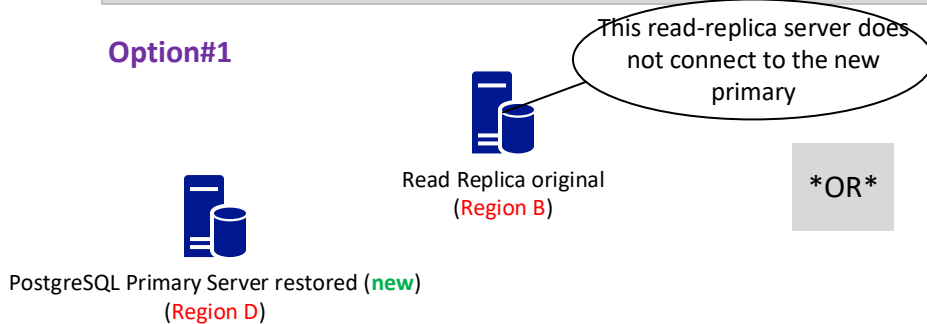 Option#1
This read-replica server does
not connect to the new
primary
Read Replica original
(Region B)
*OR*
PostgreSQL Primary Server restored (new)
(Region D)